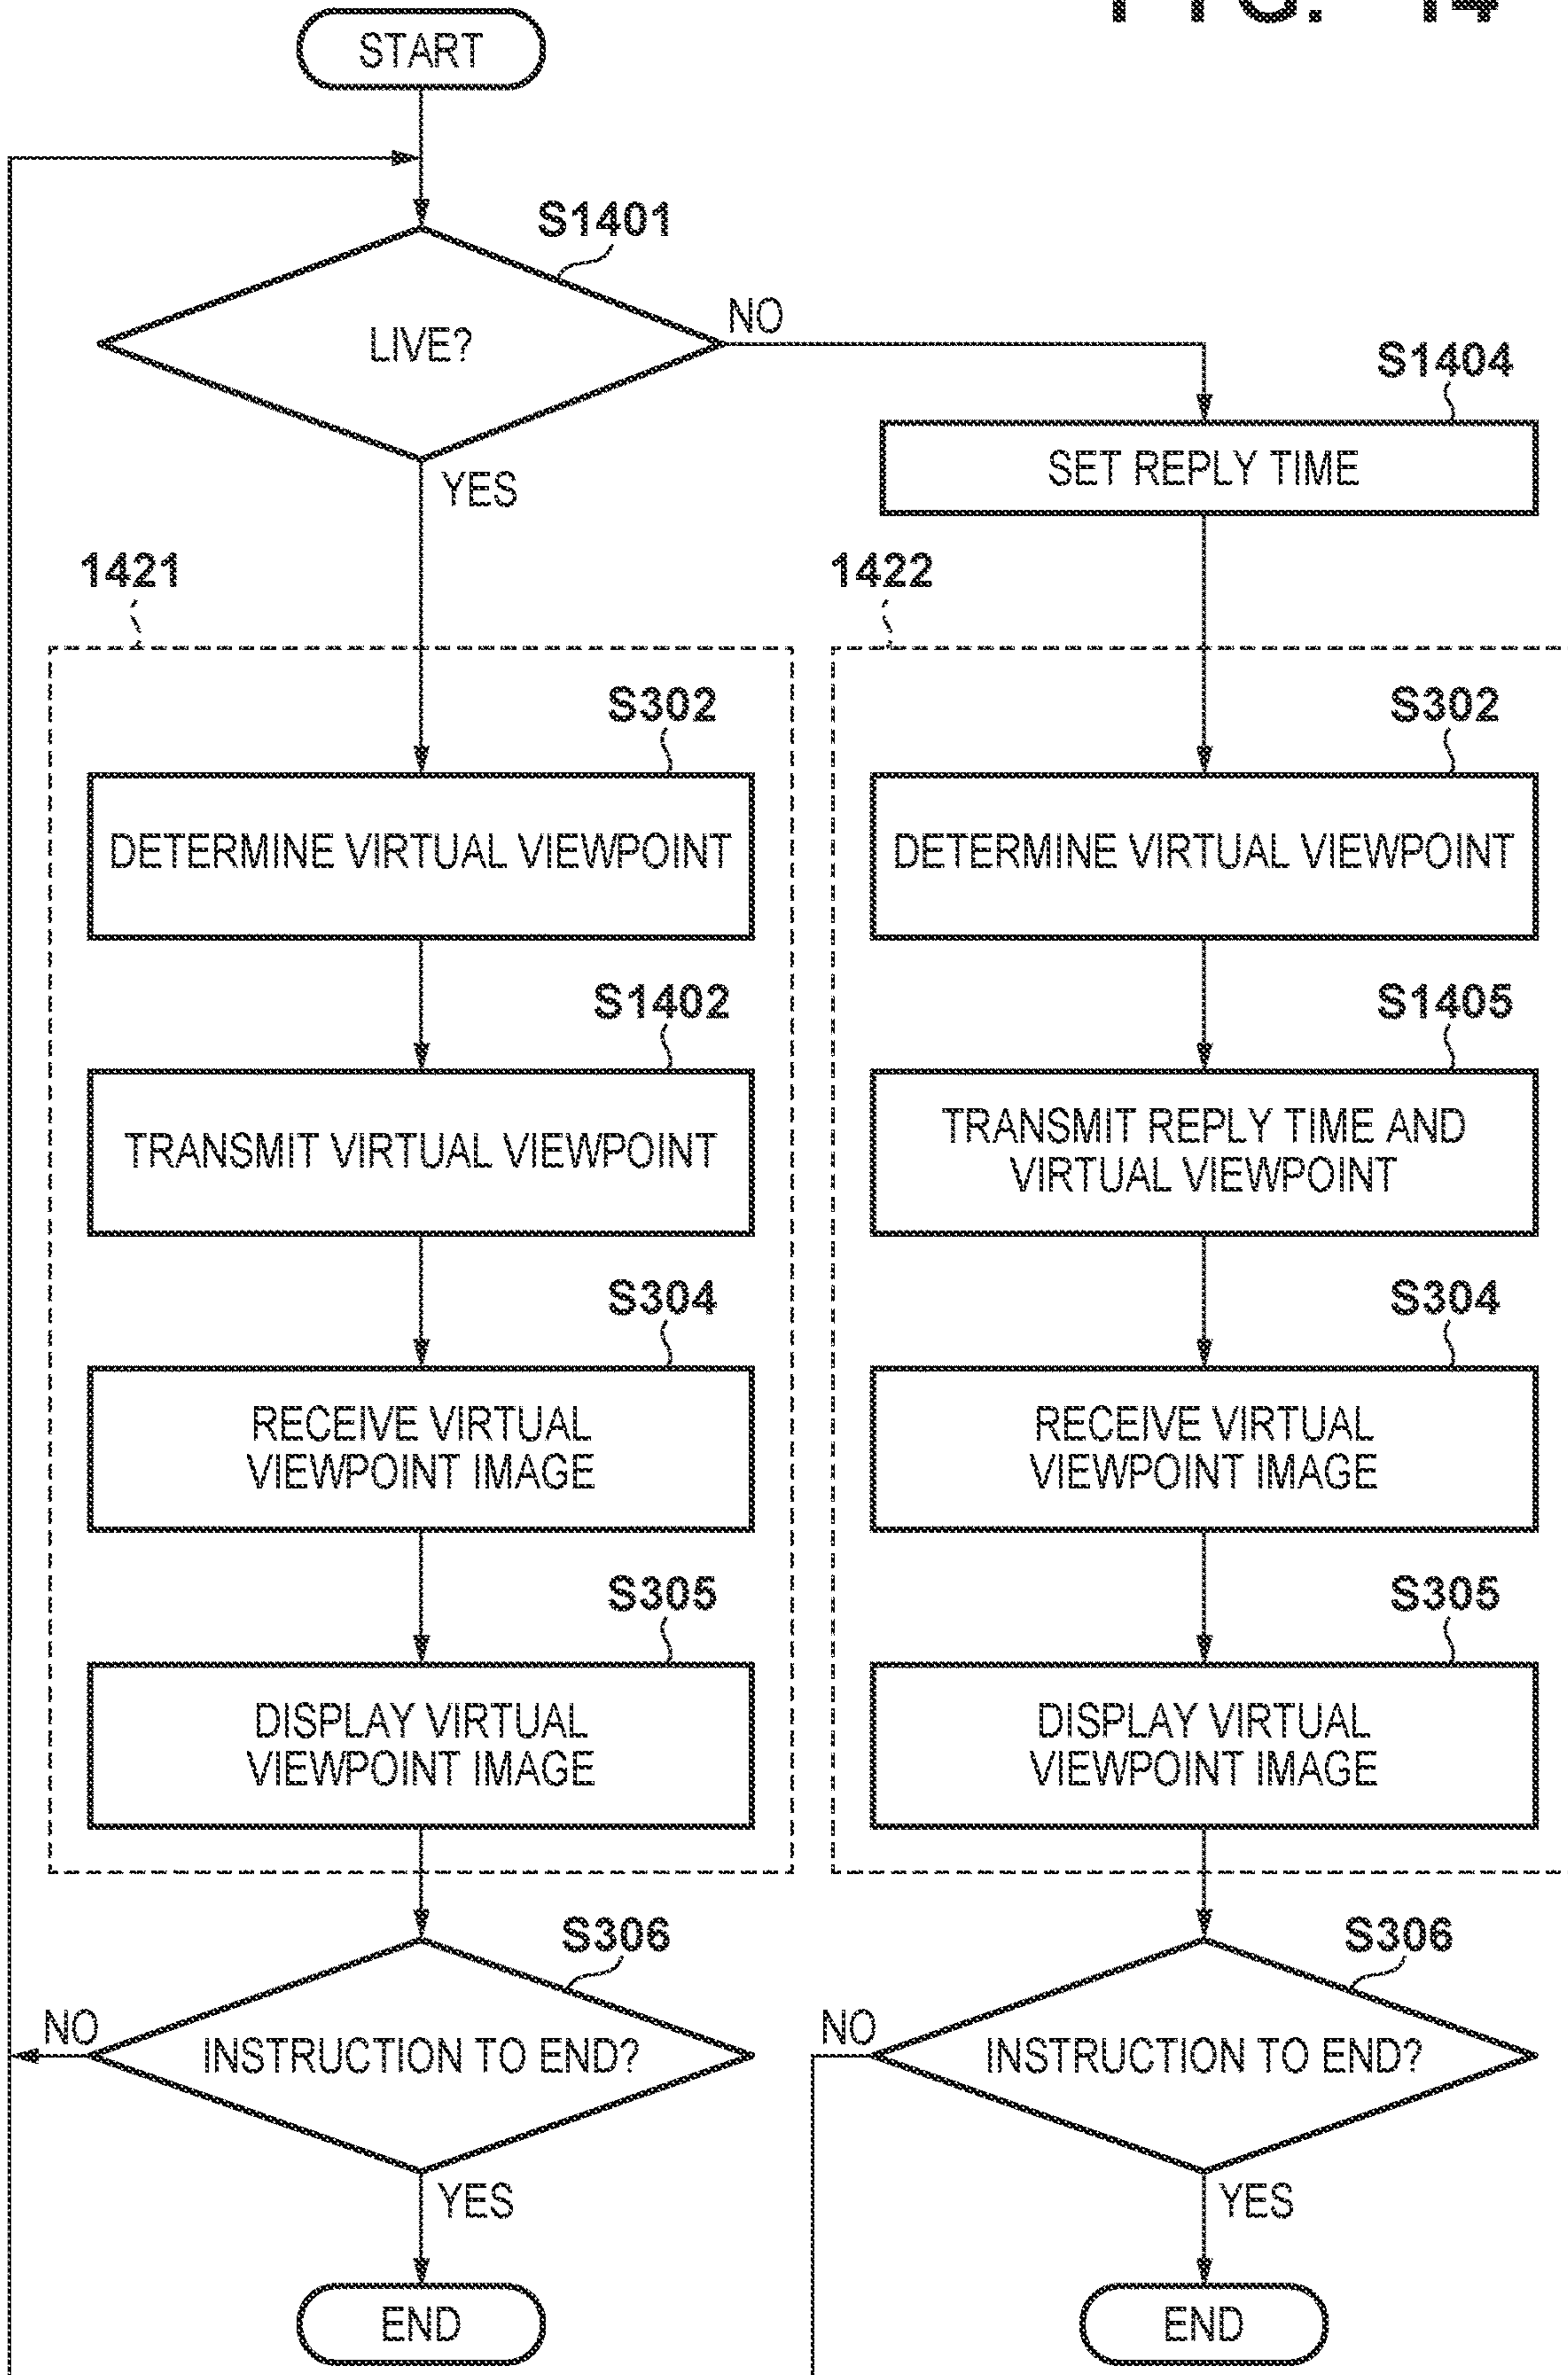 FIG. 14
START
S1401
LIVE?
NO
YES
S1404
SET REPLY TIME
1421
1422
S302
DETERMINE VIRTUAL VIEWPOINT
S1402
TRANSMIT VIRTUAL VIEWPOINT
S304
RECEIVE VIRTUAL
VIEWPOINT IMAGE
S305
DISPLAY VIRTUAL
VIEWPOINT IMAGE
S306
NO
INSTRUCTION TO END?
YES
END
S302
DETERMINE VIRTUAL VIEWPOINT
S1405
TRANSMIT REPLY TIME AND
VIRTUAL VIEWPOINT
S304
RECEIVE VIRTUAL
VIEWPOINT IMAGE
S305
DISPLAY VIRTUAL
VIEWPOINT IMAGE
S306
NO
INSTRUCTION TO END?
YES
END